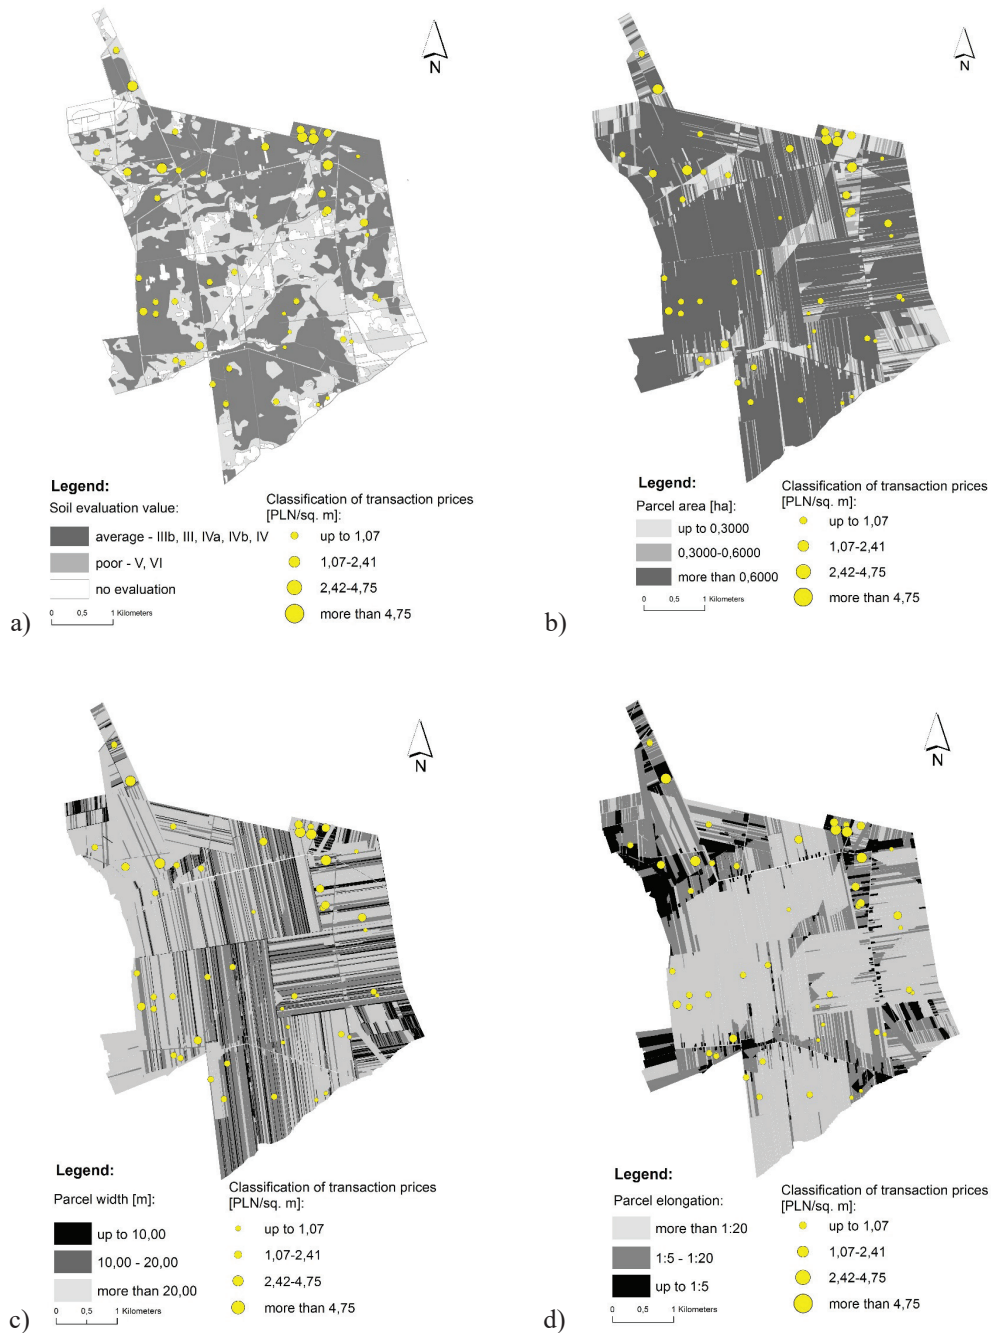 N
N
Legend:
Soil evaluation value:
average - IIIb, III, IVa, IVb, IV
poor - V, VI
no evaluation
0 0,5 1 Kilometers
Classification of transaction prices
[PLN/sq. m]:
up to 1,07
1,07-2,41
2,42-4,75
more than 4,75
a)
Legend:
Parcel area [ha]:
up to 0,3000
0,3000-0,6000
more than 0,6000
0 0,5 1 Kilometers
Classification of transaction prices
[PLN/sq. m]:
up to 1,07
1,07-2,41
2,42-4,75
more than 4,75
b)
N
N
Legend:
Parcel width [m]:
up to 10,00
10,00 - 20,00
more than 20,00
0 0,5 1 Kilometers
Classification of transaction prices
[PLN/sq. m]:
up to 1,07
1,07-2,41
2,42-4,75
more than 4,75
c)
Legend:
Parcel elongation:
more than 1:20
1:5 - 1:20
up to 1:5
0 0,5 1 Kilometers
Classification of transaction prices
[PLN/sq. m]:
up to 1,07
1,07-2,41
2,42-4,75
more than 4,75
d)